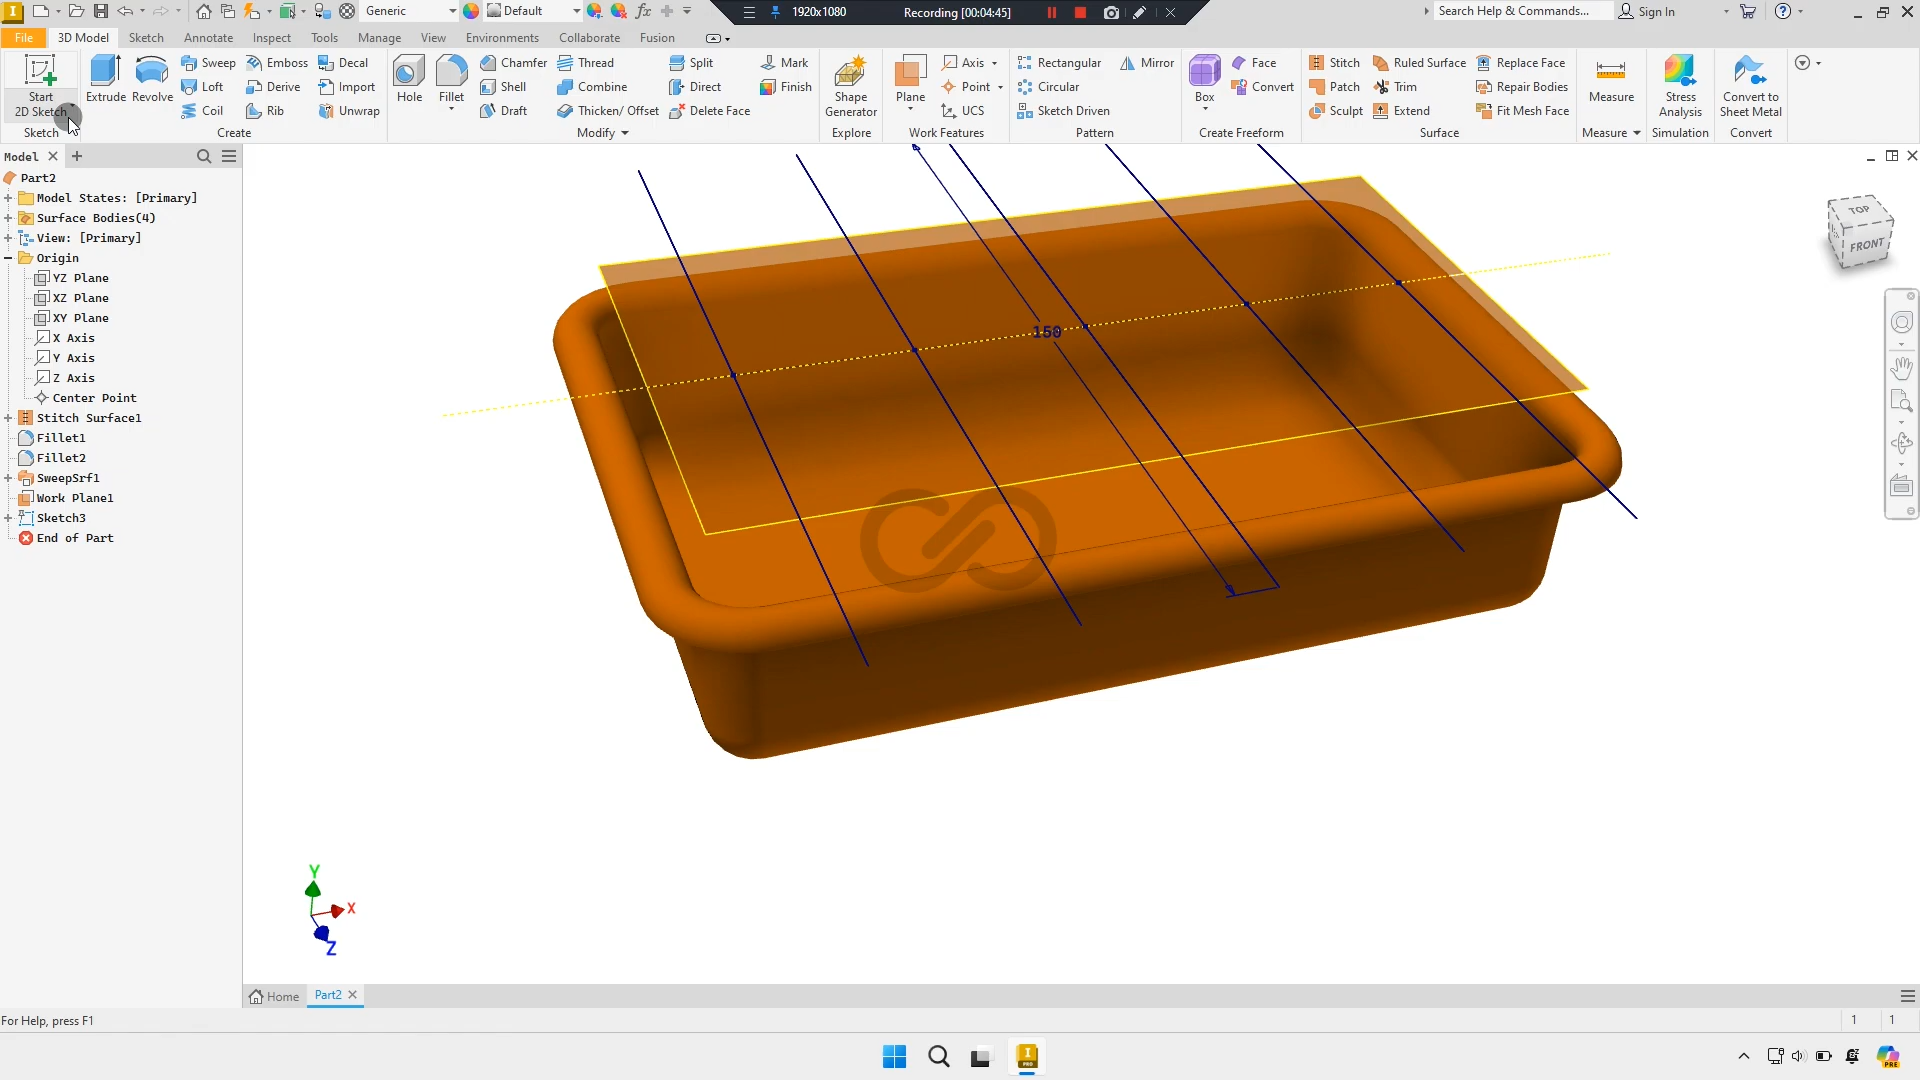 Generic
Default
fx
1920x1080
Recording [00:04:45]
Search Help & Commands...
Sign In
File
3D Model
Sketch
Annotate
Inspect
Tools
Manage
View
Environments
Collaborate
Fusion
Start
2D Sketch
Sketch
Extrude
Revolve
Sweep
Loft
Coil
Emboss
Derive
Rib
Decal
Import
Unwrap
Create
Hole
Fillet
Chamfer
Shell
Draft
Thread
Combine
Thicken/ Offset
Split
Direct
Delete Face
Mark
Finish
Modify
Shape
Generator
Explore
Plane
Axis
Point
UCS
Work Features
Rectangular
Circular
Sketch Driven
Mirror
Pattern
Box
Face
Convert
Create Freeform
Stitch
Patch
Sculpt
Ruled Surface
Trim
Extend
Replace Face
Repair Bodies
Fit Mesh Face
Surface
Measure
Measure
Stress
Analysis
Simulation
Convert to
Sheet Metal
Convert
Model
Part2
Model States: [Primary]
Surface Bodies(4)
View: [Primary]
Origin
YZ Plane
XZ Plane
XY Plane
X Axis
Y Axis
Z Axis
Center Point
Stitch Surface1
Fillet1
Fillet2
SweepSrf1
Work Plane1
Sketch3
End of Part
150
TOP
FRONT
Y
X
Z
Home
Part2
For Help, press F1
1
1
I
PRO
PRE